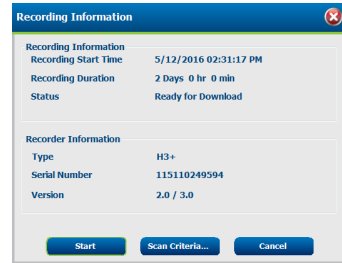 Recording Information
Recording Information
Recording Start Time 5/12/2016 02:31:17 PM
Recording Duration 2 Days 0 hr 0 min
Status Ready for Download
Recorder Information
Type H3+
Serial Number 115110249594
Version 2.0 / 3.0
Start Scan Criteria... Cancel